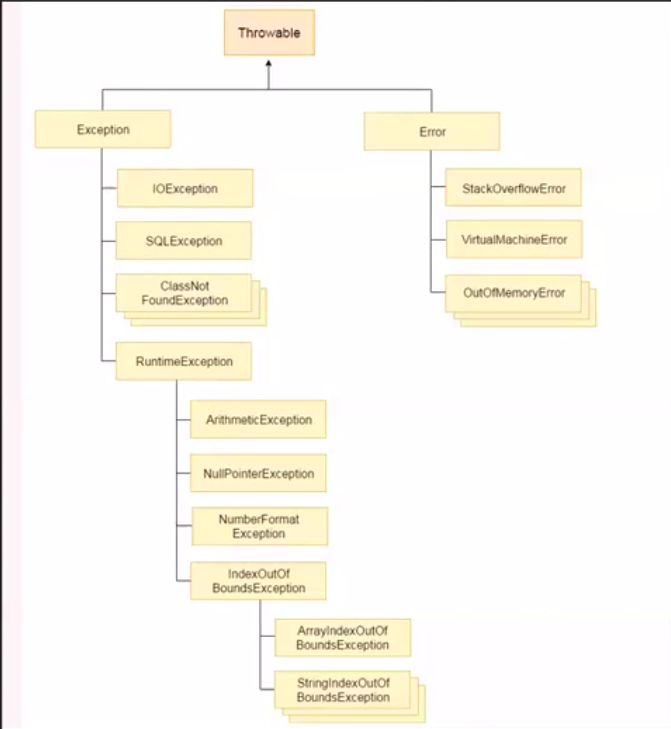 Throwable
Exception
Error
IOException
StackOverflowError
SQLException
VirtualMachineError
ClassNot
FoundException
OutOfMemoryError
RuntimeException
ArithmeticException
NullPointerException
NumberFormat
Exception
IndexOutOf
BoundsException
ArrayIndexOutOf
BoundsException
StringIndexOutOf
BoundsException